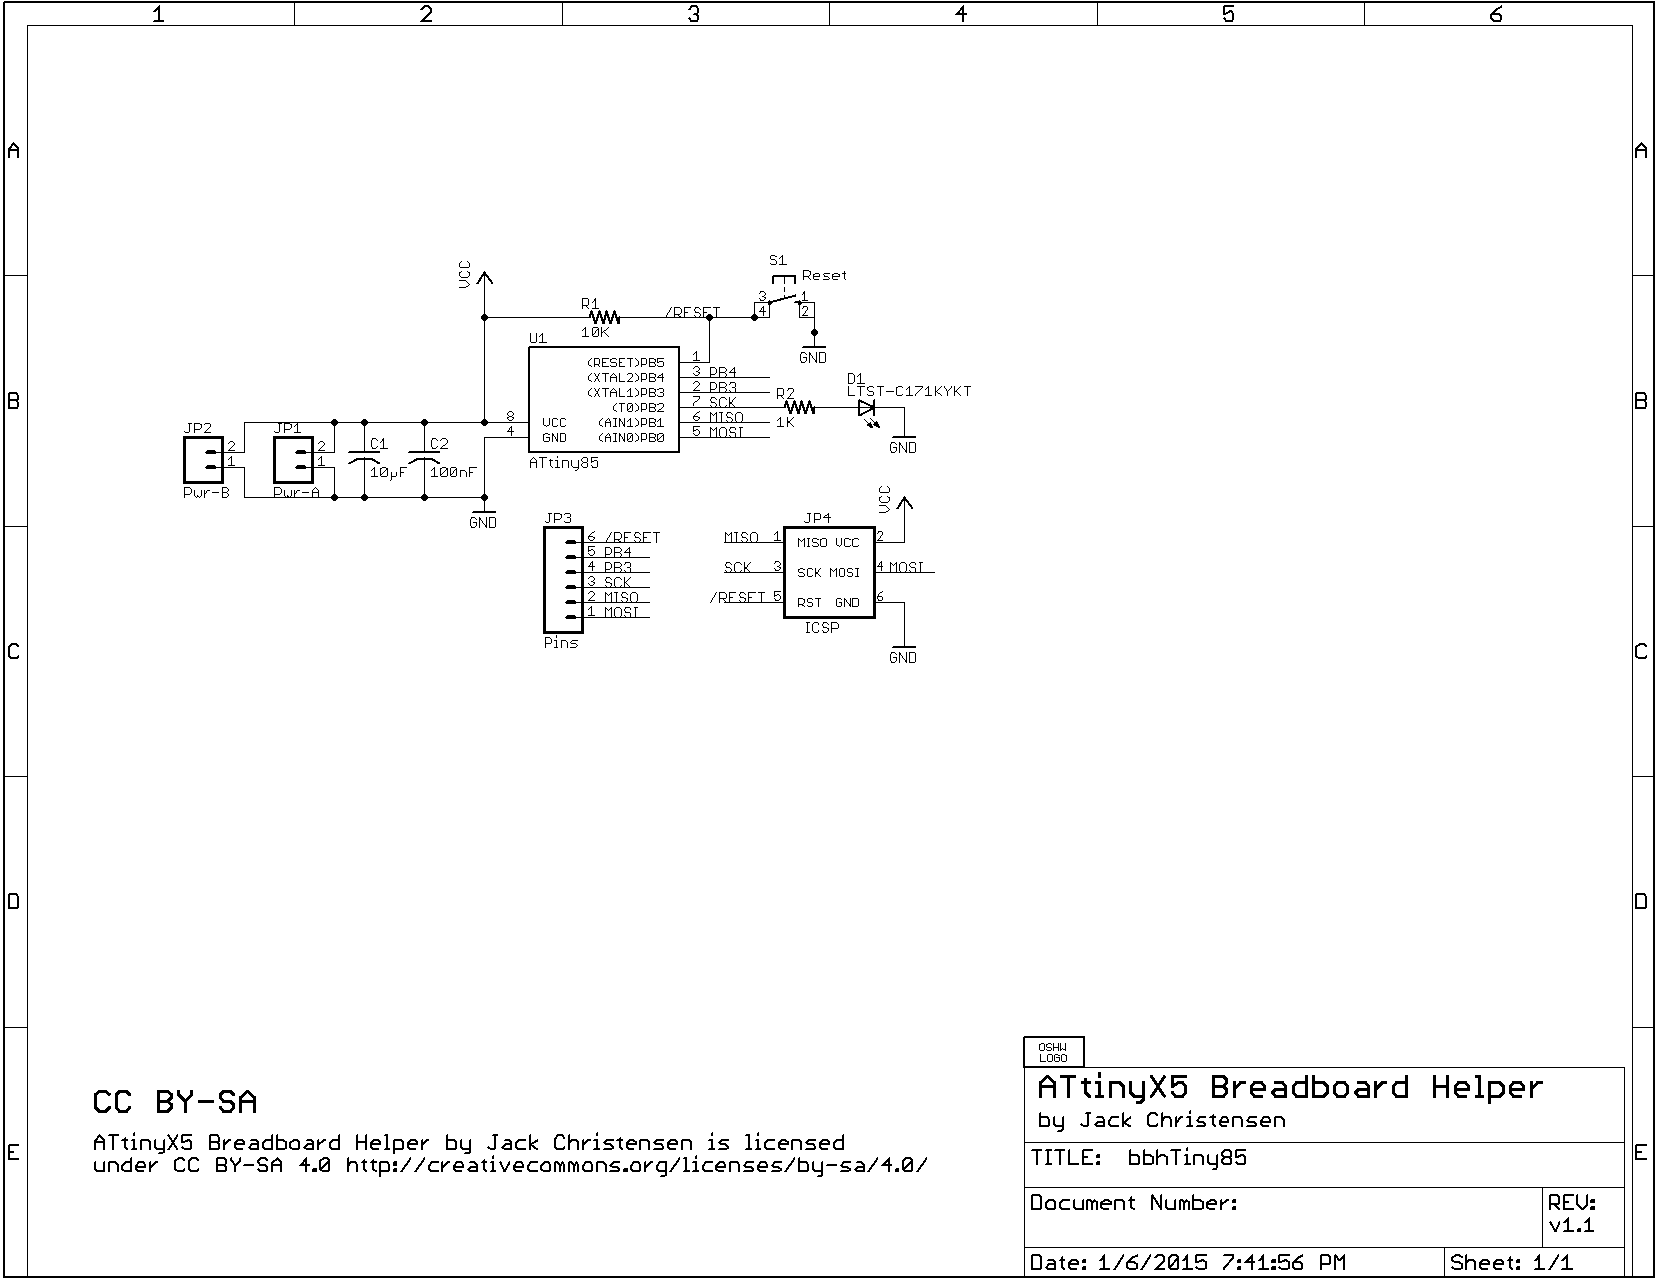 1 2 3 4 5 6
A A
VCC
S1
Reset
R1
/RESET
3 1
4 2
10K
GND
U1
(RESET)PB5 1
(XTAL2)PB4 3 PB4
(XTAL1)PB3 2 PB3
(T0)PB2 7 SCK
(AIN1)PB1 6 MISO
(AIN0)PB0 5 MOSI
8 VCC
4 GND
ATtiny85
R2
1K
D1
LTST-C171KYKT
GND
B B
JP2
2
1
Pwr-B
JP1
2
1
Pwr-A
C1
10µF
C2
100nF
GND
JP3
6 /RESET
5 PB4
4 PB3
3 SCK
2 MISO
1 MOSI
Pins
VCC
JP4
MISO 1 MISO VCC 2
SCK 3 SCK MOSI 4 MOSI
/RESET 5 RST GND 6
ICSP
GND
C C
D D
CC BY-SA
ATtinyX5 Breadboard Helper by Jack Christensen is licensed
under CC BY-SA 4.0 http://creativecommons.org/licenses/by-sa/4.0/
E E
OSHW
LOGO
ATtinyX5 Breadboard Helper
by Jack Christensen
TITLE: bbhTiny85
Document Number:
REV:
v1.1
Date: 1/6/2015 7:41:56 PM
Sheet: 1/1